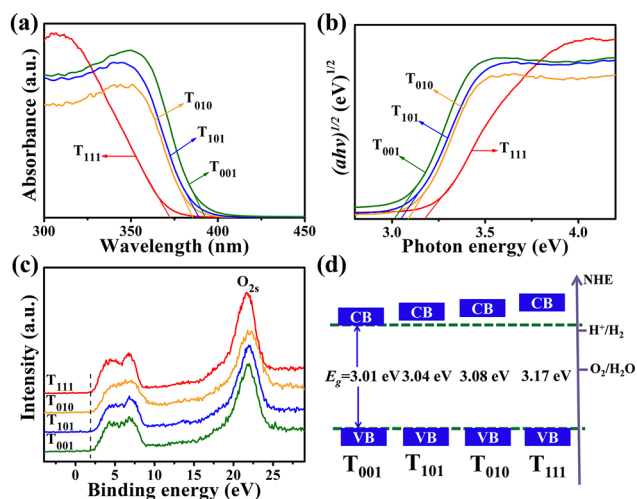 (a)
Absorbance (a.u.)
T010
T101
T001
T111
300 350 400 450
Wavelength (nm)
(b)
(ahv)1/2 (eV)1/2
T010
T101
T001
T111
3.0 3.5 4.0
Photon energy (eV)
(c)
Intensity (a.u.)
O2s
T111
T010
T101
T001
0 5 10 15 20 25
Binding energy (eV)
(d)
NHE
CB CB CB CB
H+/H2
O2/H2O
Eg=3.01 eV 3.04 eV 3.08 eV 3.17 eV
VB VB VB VB
T001 T101 T010 T111